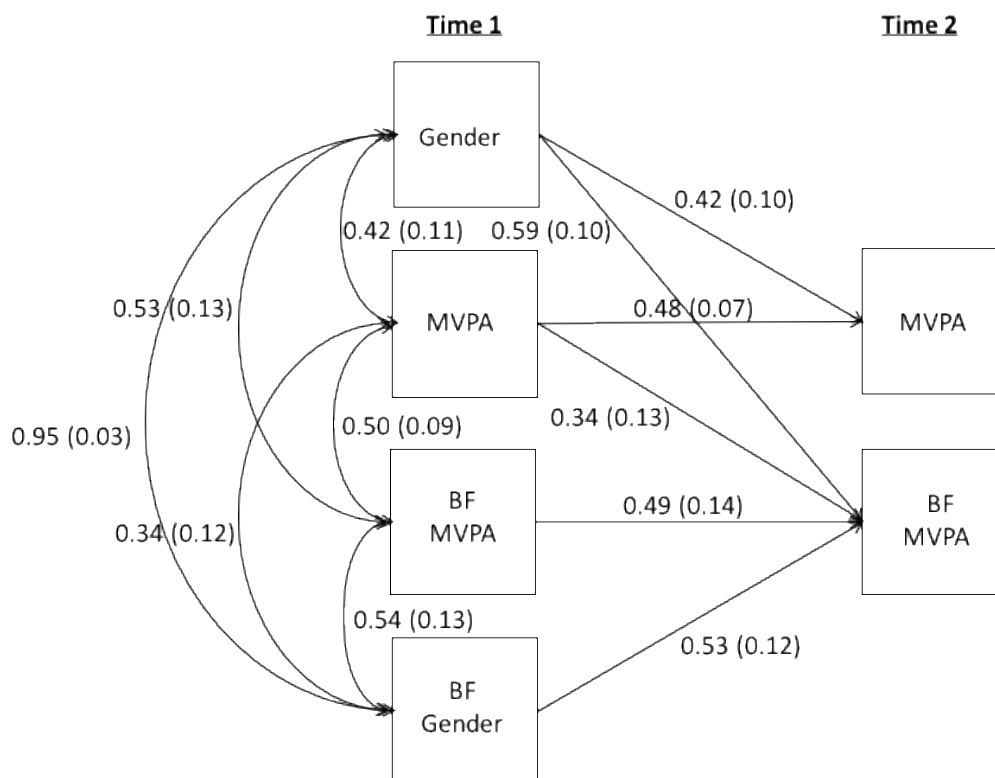 Time 1
Time 2
Gender
0.42 (0.10)
0.42 (0.11)
0.59 (0.10)
0.53 (0.13)
MVPA
0.48 (0.07)
MVPA
0.95 (0.03)
0.50 (0.09)
0.34 (0.13)
BF
MVPA
0.49 (0.14)
BF
MVPA
0.34 (0.12)
0.54 (0.13)
0.53 (0.12)
BF
Gender